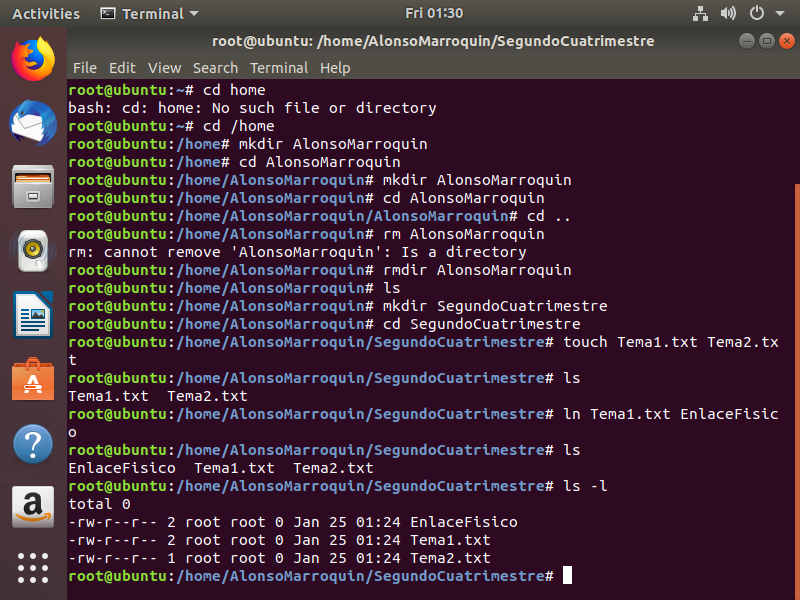 Activities Terminal Fri 01:30
root@ubuntu: /home/AlonsoMarroquin/SegundoCuatrimestre
File Edit View Search Terminal Help
root@ubuntu:~# cd home
bash: cd: home: No such file or directory
root@ubuntu:~# cd /home
root@ubuntu:/home# mkdir AlonsoMarroquin
root@ubuntu:/home# cd AlonsoMarroquin
root@ubuntu:/home/AlonsoMarroquin# mkdir AlonsoMarroquin
root@ubuntu:/home/AlonsoMarroquin# cd AlonsoMarroquin
root@ubuntu:/home/AlonsoMarroquin/AlonsoMarroquin# cd ..
root@ubuntu:/home/AlonsoMarroquin# rm AlonsoMarroquin
rm: cannot remove 'AlonsoMarroquin': Is a directory
root@ubuntu:/home/AlonsoMarroquin# rmdir AlonsoMarroquin
root@ubuntu:/home/AlonsoMarroquin# ls
root@ubuntu:/home/AlonsoMarroquin# mkdir SegundoCuatrimestre
root@ubuntu:/home/AlonsoMarroquin# cd SegundoCuatrimestre
root@ubuntu:/home/AlonsoMarroquin/SegundoCuatrimestre# touch Tema1.txt Tema2.tx
t
root@ubuntu:/home/AlonsoMarroquin/SegundoCuatrimestre# ls
Tema1.txt  Tema2.txt
root@ubuntu:/home/AlonsoMarroquin/SegundoCuatrimestre# ln Tema1.txt EnlaceFisic
o
root@ubuntu:/home/AlonsoMarroquin/SegundoCuatrimestre# ls
EnlaceFisico  Tema1.txt  Tema2.txt
root@ubuntu:/home/AlonsoMarroquin/SegundoCuatrimestre# ls -l
total 0
-rw-r--r-- 2 root root 0 Jan 25 01:24 EnlaceFisico
-rw-r--r-- 2 root root 0 Jan 25 01:24 Tema1.txt
-rw-r--r-- 1 root root 0 Jan 25 01:24 Tema2.txt
root@ubuntu:/home/AlonsoMarroquin/SegundoCuatrimestre#